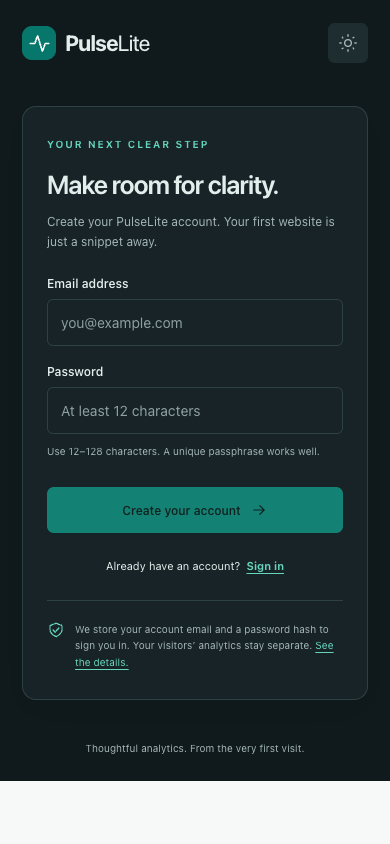 PulseLite
YOUR NEXT CLEAR STEP
Make room for clarity.
Create your PulseLite account. Your first website is
just a snippet away.
Email address
you@example.com
Password
At least 12 characters
Use 12–128 characters. A unique passphrase works well.
Create your account →
Already have an account? Sign in
We store your account email and a password hash to
sign you in. Your visitors’ analytics stay separate. See
the details.
Thoughtful analytics. From the very first visit.